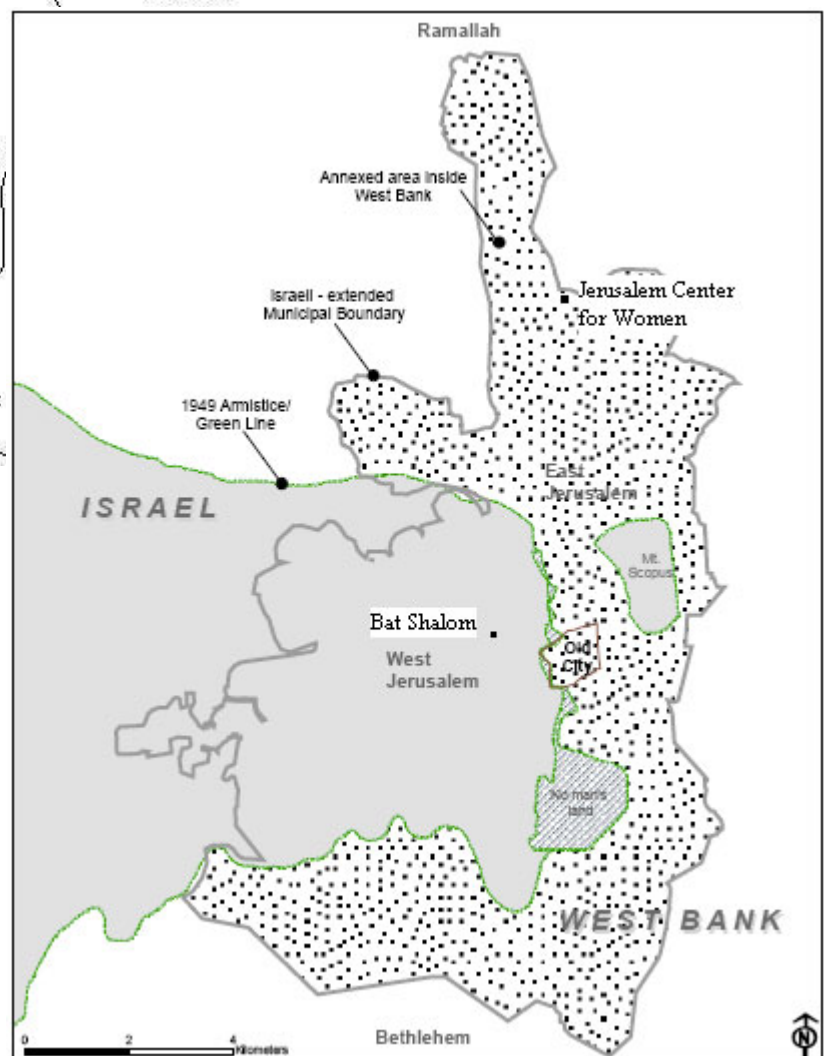 Ramallah
Annexed area inside
West Bank
Jerusalem Center
for Women
Israeli - extended
Municipal Boundary
1949 Armistice/
Green Line
East
Jerusalem
ISRAEL
Mt.
Scopus
Bat Shalom
West
Jerusalem
Old
City
No man's
land
WEST BANK
Bethlehem
0 2 4
Kilometers
N